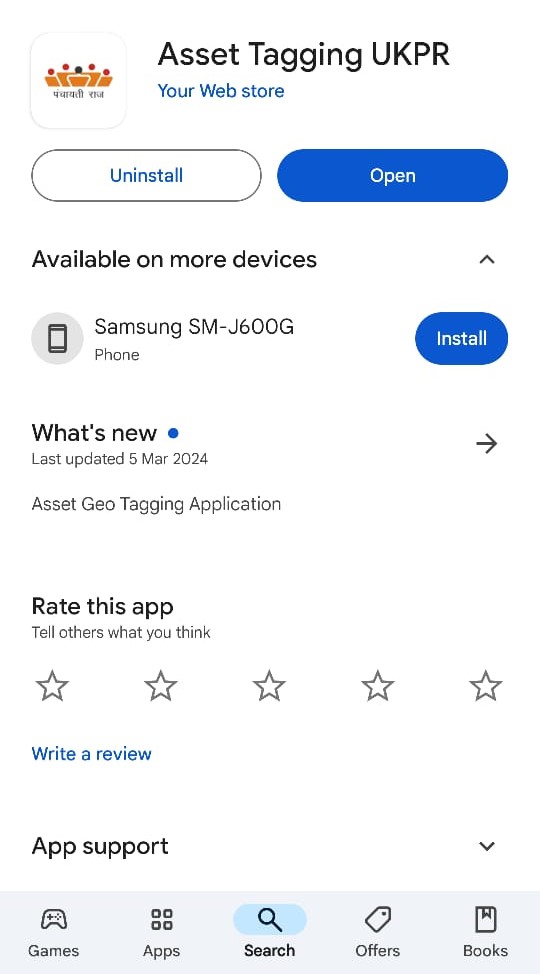 Asset Tagging UKPR
पंचायती राज
Your Web store
Uninstall
Open
Available on more devices
Samsung SM-J600G
Phone
Install
What's new
Last updated 5 Mar 2024
Asset Geo Tagging Application
Rate this app
Tell others what you think
Write a review
App support
Games
Apps
Search
Offers
Books